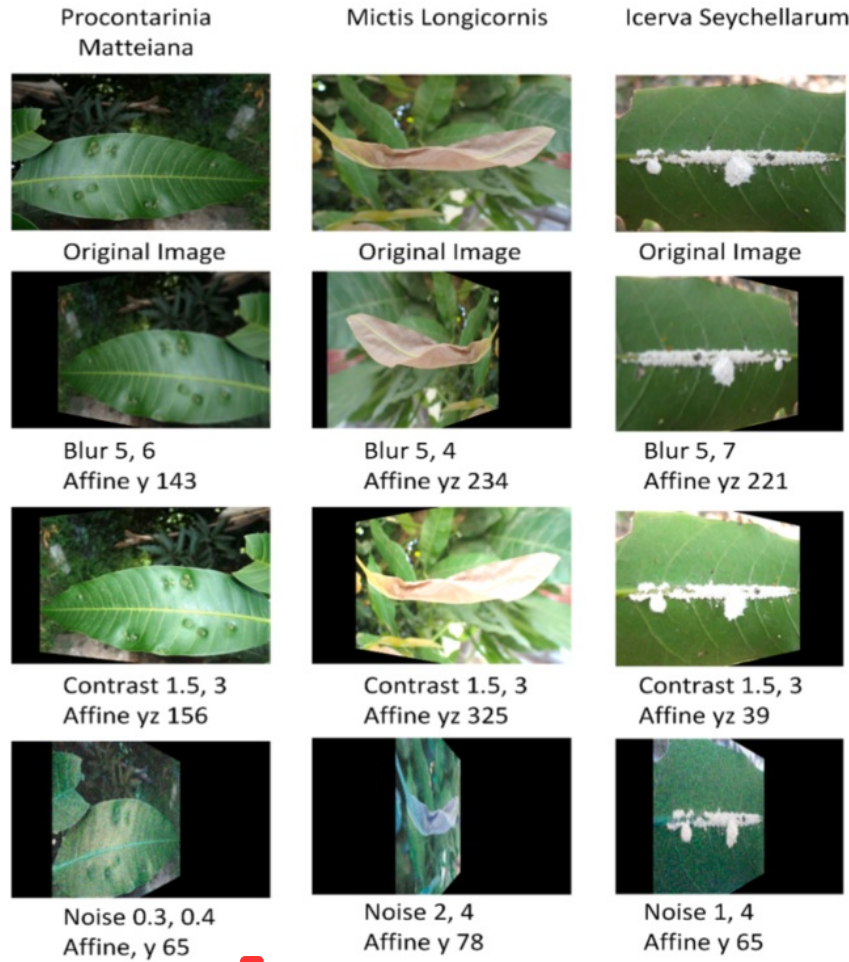 Procontarinia
Matteiana
Mictis Longicornis
Icerva Seychellarum
Original Image
Original Image
Original Image
Blur 5, 6
Affine y 143
Blur 5, 4
Affine yz 234
Blur 5, 7
Affine yz 221
Contrast 1.5, 3
Affine yz 156
Contrast 1.5, 3
Affine yz 325
Contrast 1.5, 3
Affine yz 39
Noise 0.3, 0.4
Affine, y 65
Noise 2, 4
Affine y 78
Noise 1, 4
Affine y 65